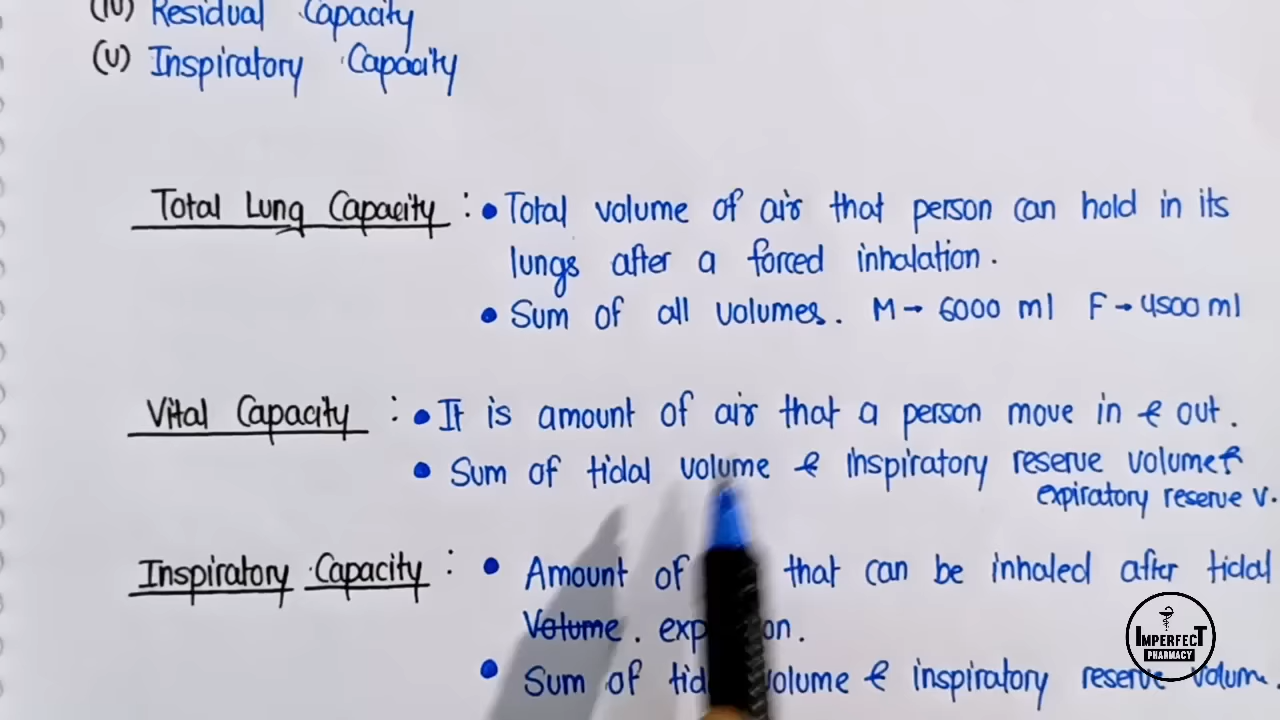 (IV) Residual Capacity
(V) Inspiratory Capacity
Total Lung Capacity : • Total volume of air that person can hold in its
lungs after a forced inhalation.
• Sum of all volumes. M → 6000 ml F → 4500 ml
Vital Capacity : • It is amount of air that a person move in & out.
• Sum of tidal volume & inspiratory reserve volume &
expiratory reserve v.
Inspiratory Capacity : • Amount of that can be inhaled after tidal
Volume.
• Sum of volume & inspiratory reserve volum.
IMPERFECT
PHARMACY